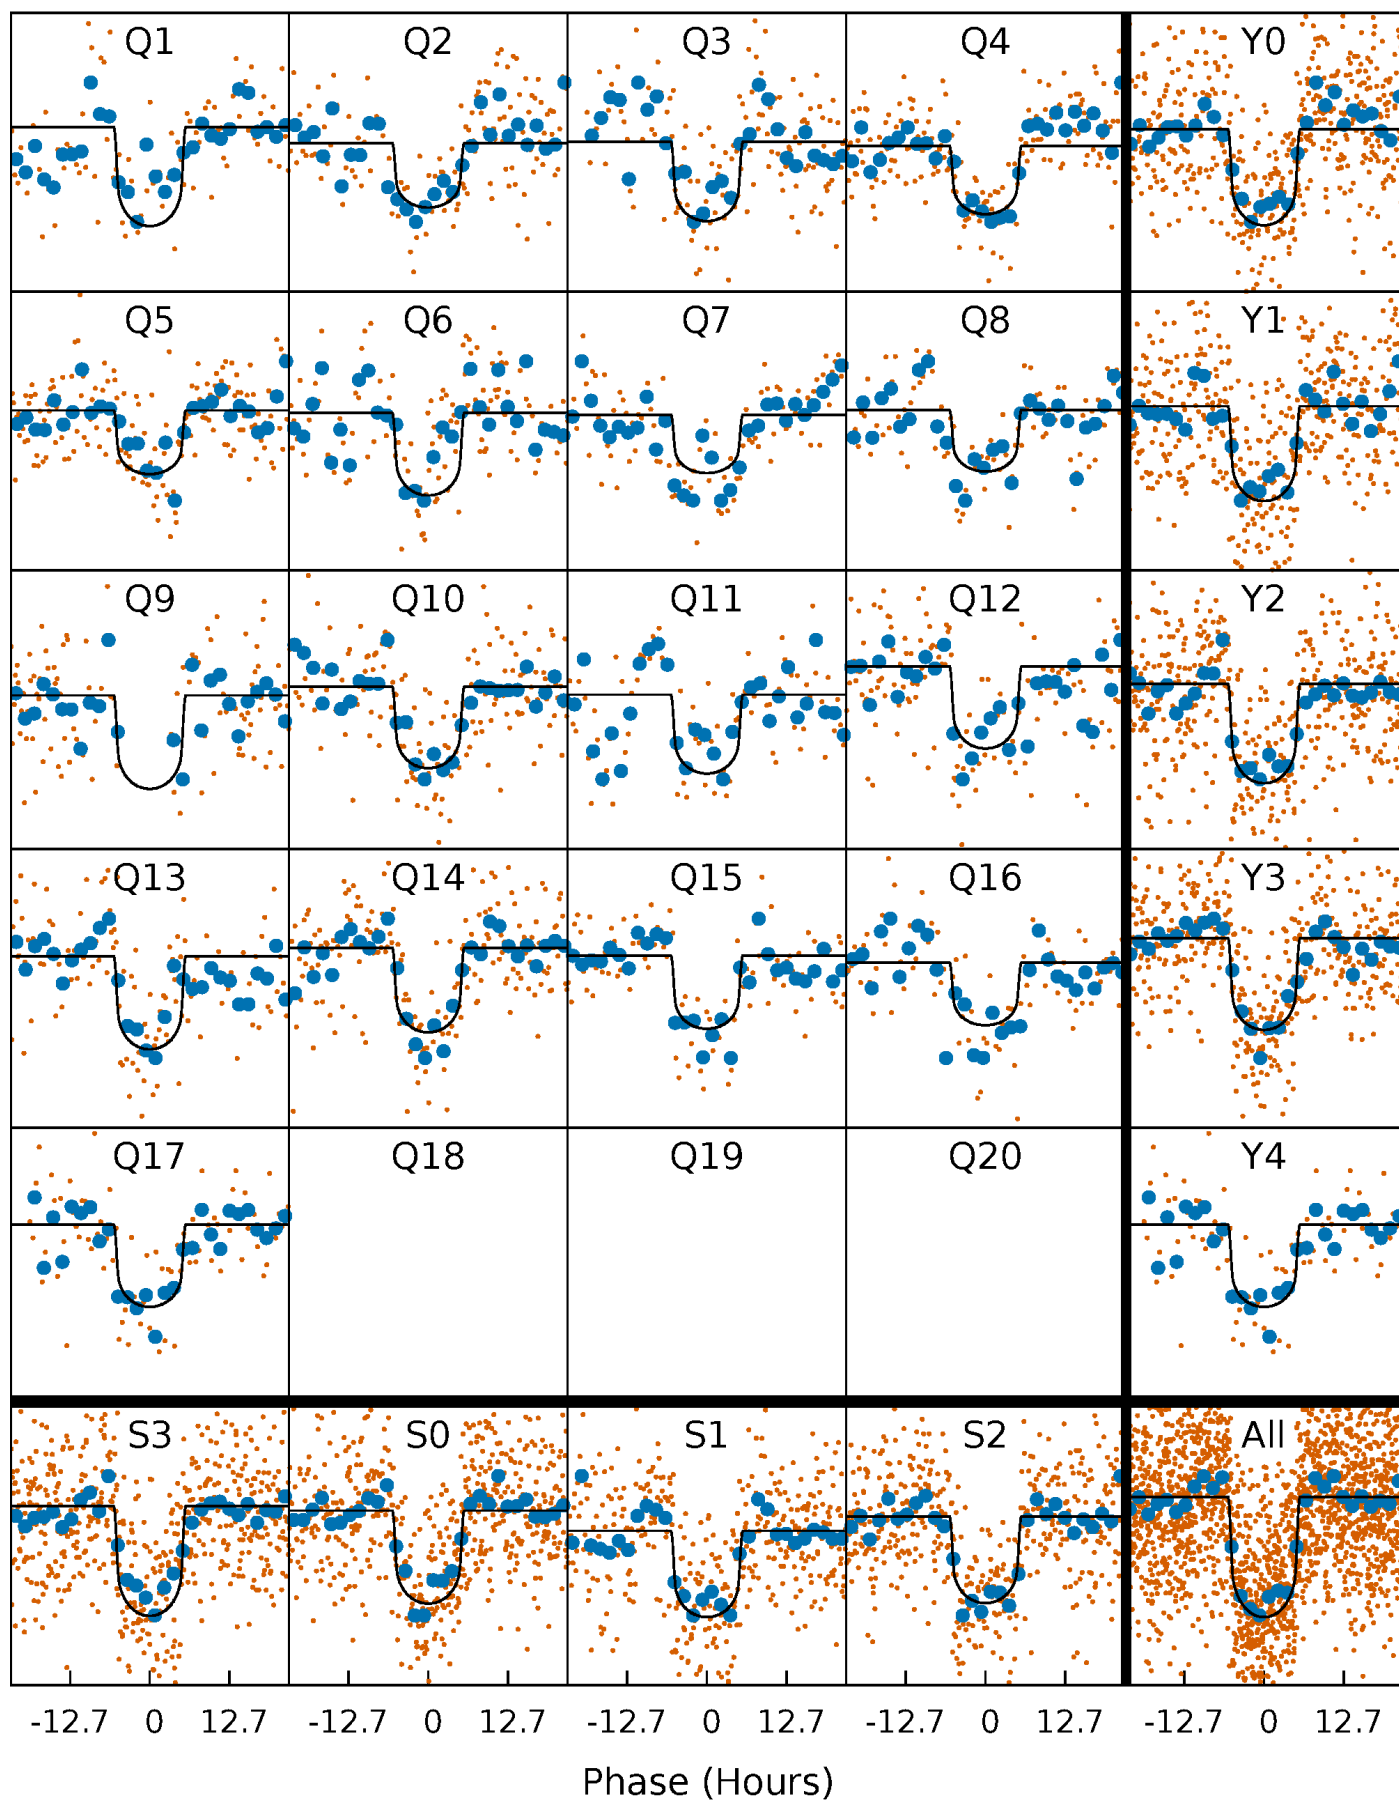 Q1 Q2 Q3 Q4 Y0
Q5 Q6 Q7 Q8 Y1
Q9 Q10 Q11 Q12 Y2
Q13 Q14 Q15 Q16 Y3
Q17 Q18 Q19 Q20 Y4
S3 S0 S1 S2 All
-12.7 0 12.7 -12.7 0 12.7 -12.7 0 12.7 -12.7 0 12.7 -12.7 0 12.7
Phase (Hours)